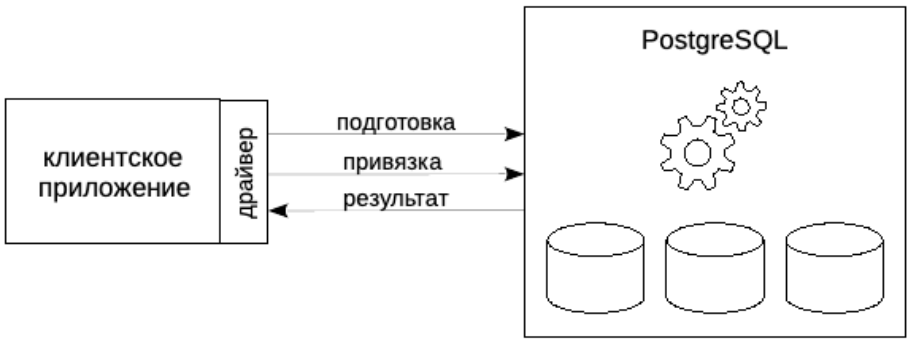 PostgreSQL
клиентское
приложение
драйвер
подготовка
привязка
результат